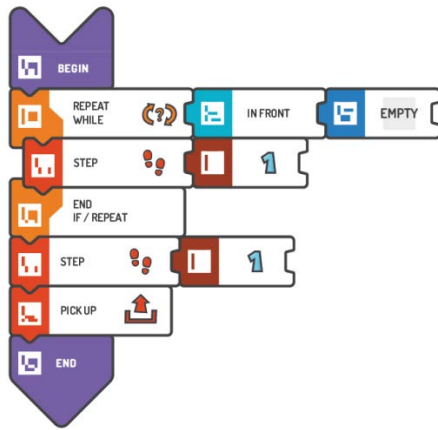 BEGIN
REPEAT
WHILE
(?)
IN FRONT
EMPTY
STEP
1
END
IF / REPEAT
STEP
1
PICK UP
END